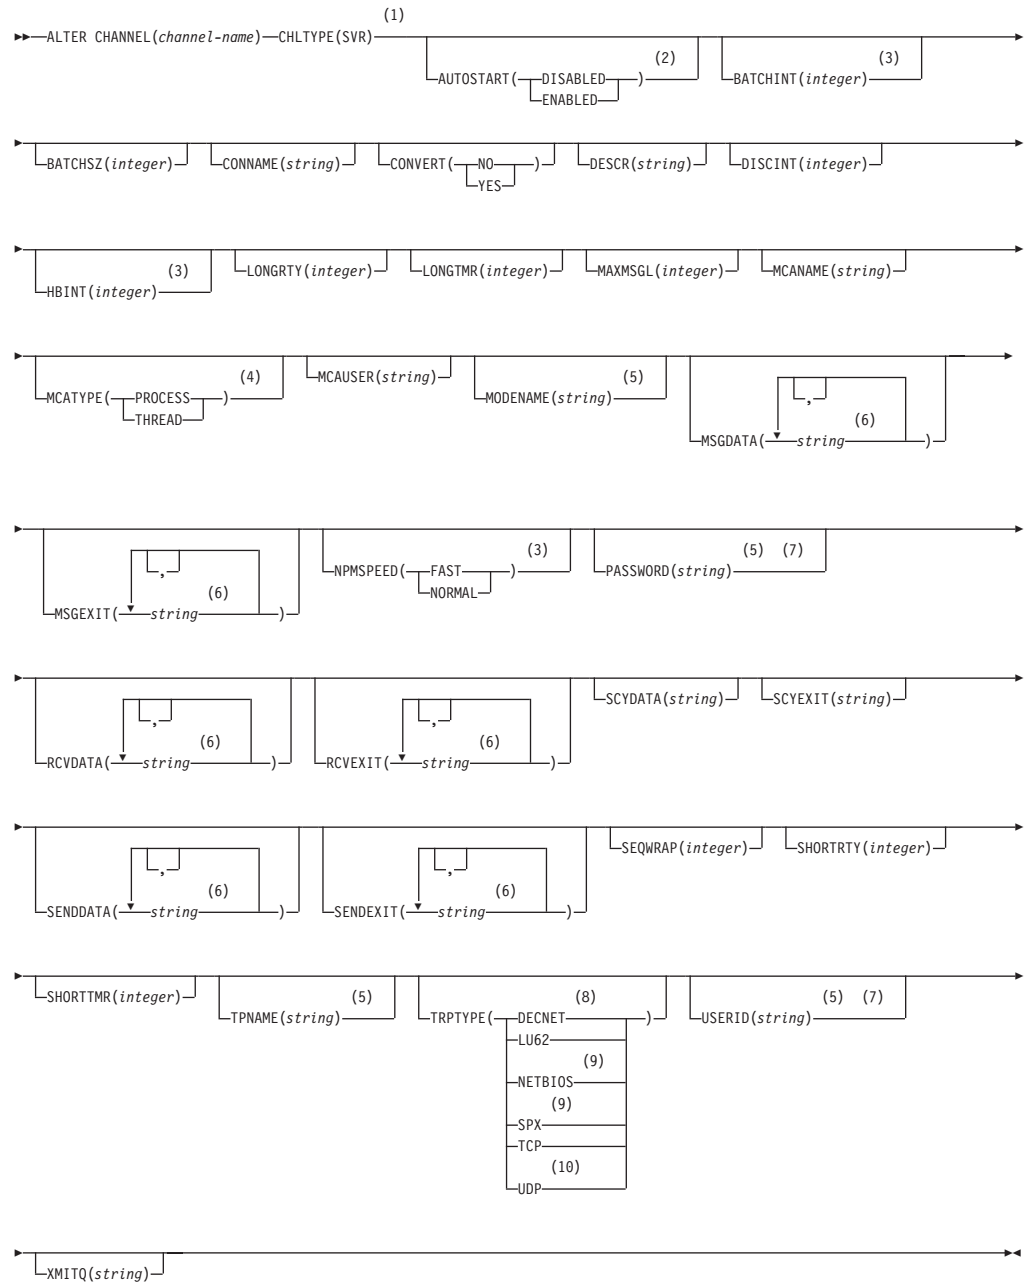 (1)
ALTER CHANNEL(channel-name) CHLTYPE(SVR)
(2) (3)
AUTOSTART( DISABLED ) BATCHINT(integer)
ENABLED
BATCHSZ(integer) CONNAME(string) CONVERT( NO ) DESCR(string) DISCINT(integer)
YES
(3) LONGRTY(integer) LONGTMR(integer) MAXMSGL(integer) MCANAME(string)
HBINT(integer)
(4) MCAUSER(string) (5) ,
MCATYPE( PROCESS ) MODENAME(string) (6)
THREAD MSGDATA( string )
, (3) (5) (7)
(6) NPMSPEED( FAST ) PASSWORD(string)
MSGEXIT( string ) NORMAL
, , SCYDATA(string) SCYEXIT(string)
(6) (6)
RCVDATA( string ) RCVEXIT( string )
, , SEQWRAP(integer) SHORTRTY(integer)
(6) (6)
SENDDATA( string ) SENDEXIT( string )
SHORTTMR(integer) (5) (8) (5) (7)
TPNAME(string) TRPTYPE( DECNET ) USERID(string)
LU62
(9)
NETBIOS
(9)
SPX
TCP
(10)
UDP
XMITQ(string)